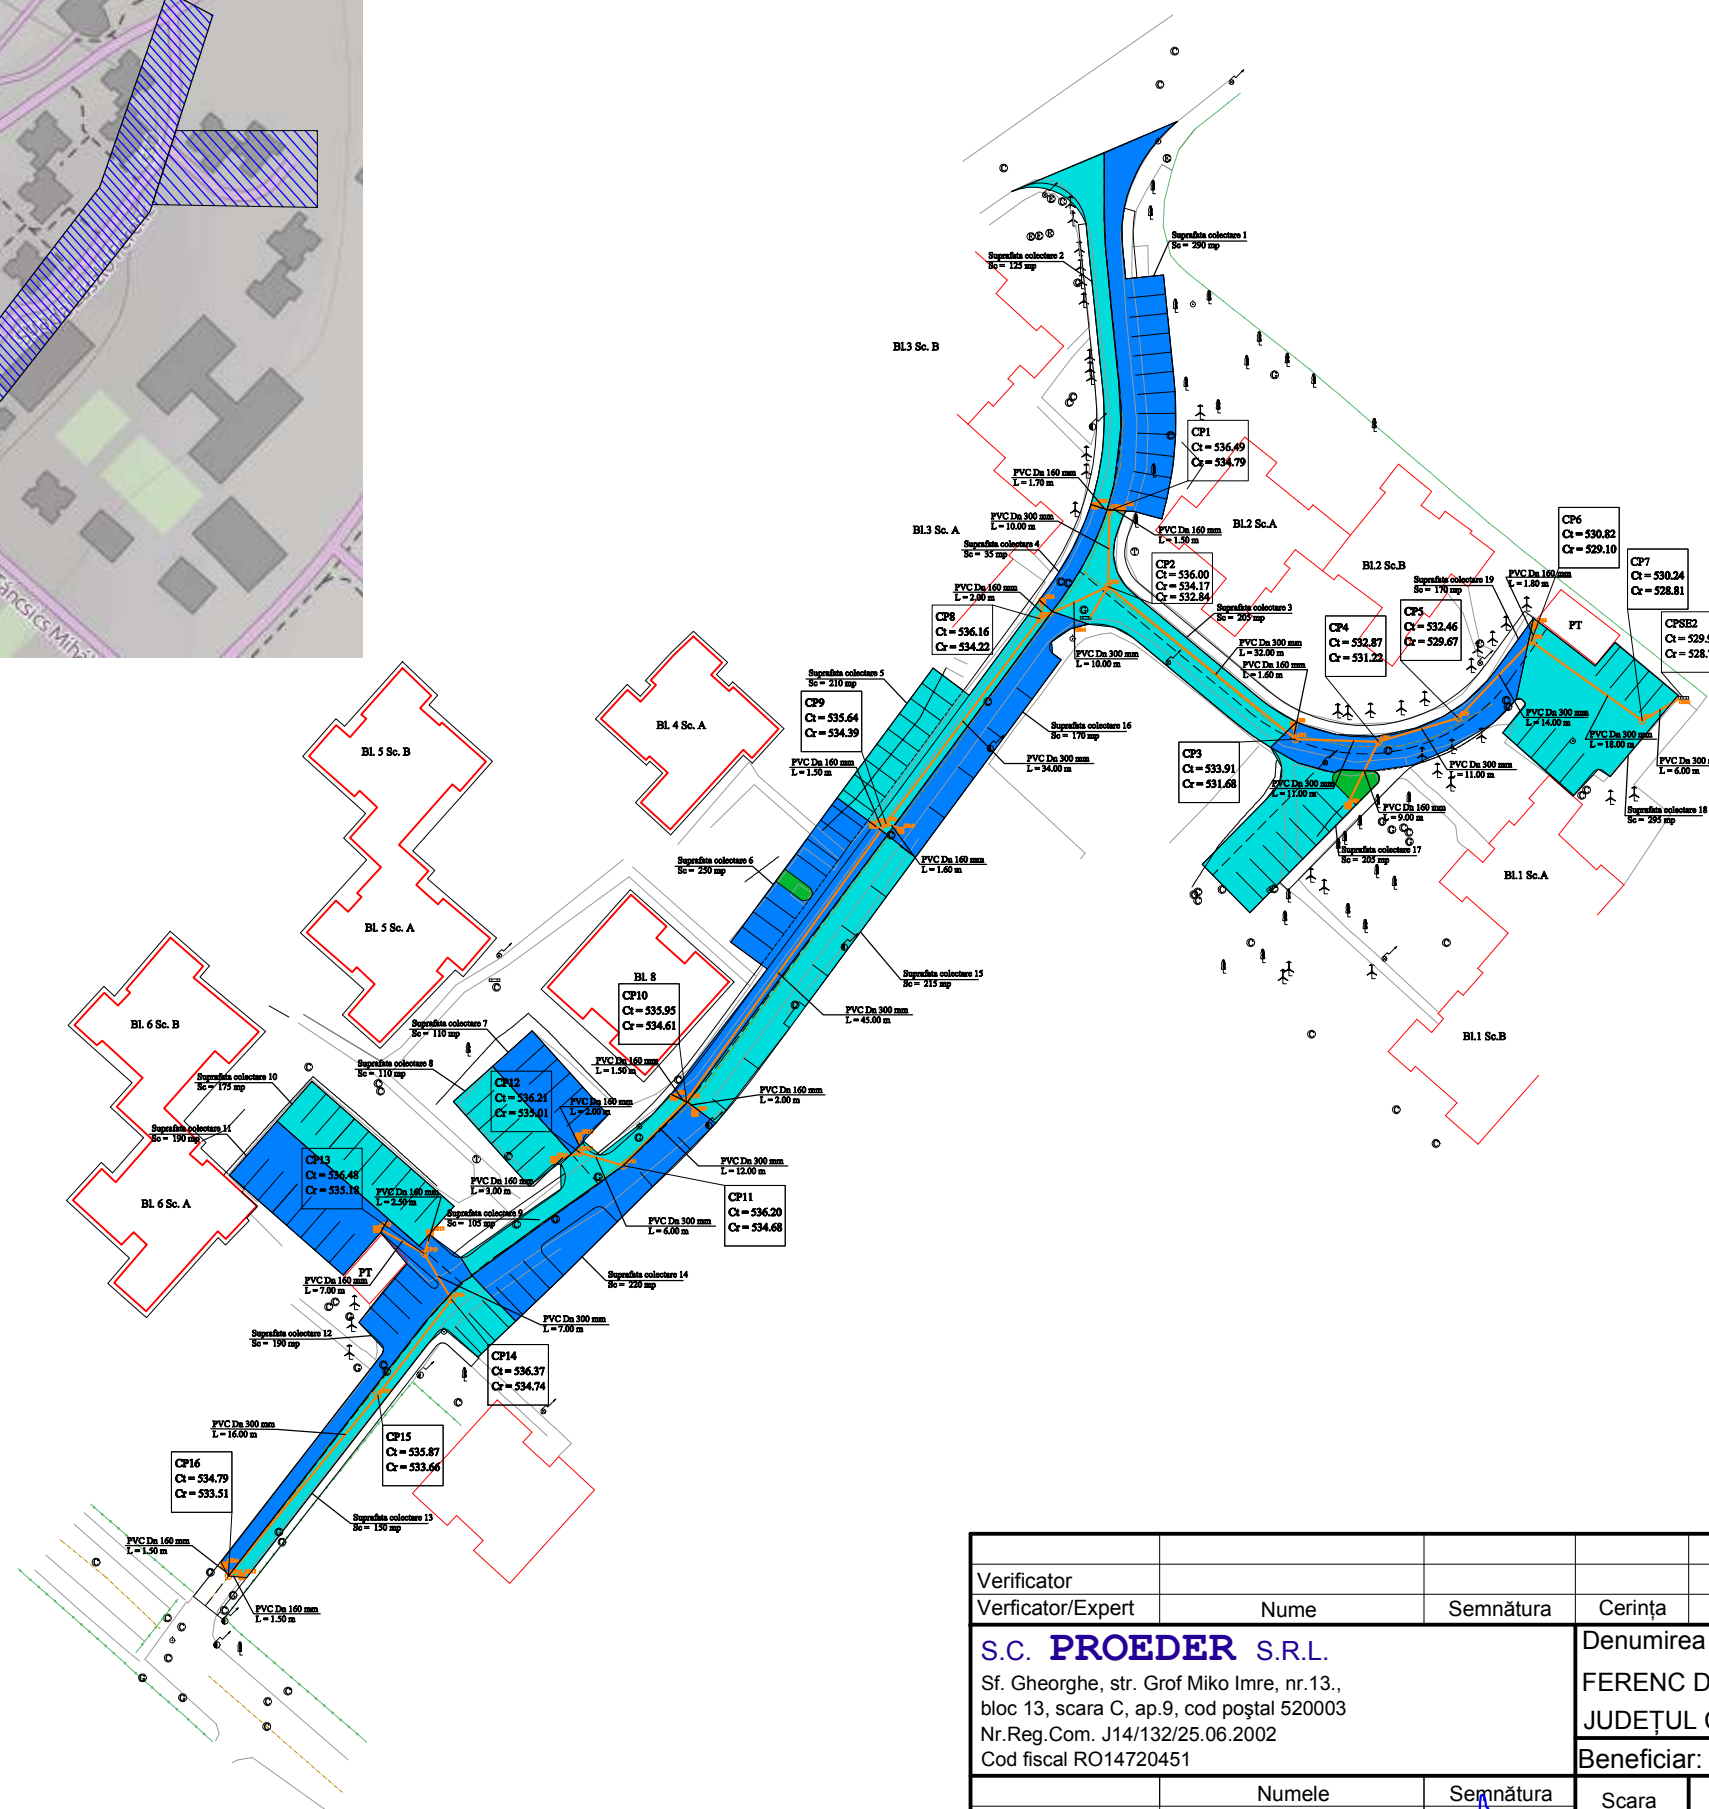 Suprafata colectare 1
Sc = 290 mp
Suprafata colectare 2
Sc = 125 mp
Bl.3 Sc. B
CP1
Ct = 536.49
Cr = 534.79
PVC Dn 160 mm
L = 1.70 m
PVC Dn 300 mm
L = 10.00 m
Bl.3 Sc. A
PVC Dn 160 mm
L = 1.50 m
Bl.2 Sc.A
Suprafata colectare 4
Sc = 35 mp
CP2
Ct = 536.00
Cr = 534.17
Cr = 532.84
Bl.2 Sc.B
CP6
Ct = 530.82
Cr = 529.10
CP7
Ct = 530.24
Cr = 528.81
PVC Dn 160 mm
L = 2.00 m
Suprafata colectare 19
Sc = 170 mp
PVC Dn 160 mm
L = 1.80 m
Suprafata colectare 3
Sc = 205 mp
CP8
Ct = 536.16
Cr = 534.22
CP4
Ct = 532.87
Cr = 531.22
CP5
Ct = 532.46
Cr = 529.67
PT
CPSE2
Ct = 529.9
Cr = 528.
PVC Dn 300 mm
L = 10.00 m
PVC Dn 300 mm
L = 32.00 m
PVC Dn 160 mm
L = 1.60 m
Suprafata colectare 5
Sc = 210 mp
CP9
Ct = 535.64
Cr = 534.39
Bl. 4 Sc. A
Suprafata colectare 16
Sc = 170 mp
PVC Dn 300 mm
L = 14.00 m
PVC Dn 300 mm
L = 18.00 m
Bl. 5 Sc. B
PVC Dn 160 mm
L = 1.50 m
PVC Dn 300 mm
L = 34.00 m
CP3
Ct = 533.91
Cr = 531.68
PVC Dn 300 mm
L = 11.00 m
PVC Dn 300 mm
L = 11.00 m
PVC Dn 300
L = 6.00 m
PVC Dn 160 mm
L = 9.00 m
Suprafata colectare 18
Sc = 295 mp
Suprafata colectare 6
Sc = 250 mp
PVC Dn 160 mm
L = 1.60 m
Suprafata colectare 17
Sc = 205 mp
Bl.1 Sc.A
Bl. 5 Sc. A
Suprafata colectare 15
Sc = 215 mp
Bl. 8
CP10
Ct = 535.95
Cr = 534.61
PVC Dn 300 mm
L = 45.00 m
Bl. 6 Sc. B
Suprafata colectare 7
Sc = 110 mp
Bl.1 Sc.B
Suprafata colectare 8
Sc = 110 mp
PVC Dn 160 mm
L = 1.50 m
Suprafata colectare 10
Sc = 175 mp
CP12
Ct = 536.21
Cr = 535.01
PVC Dn 160 mm
L = 2.00 m
PVC Dn 160 mm
L = 2.00 m
Suprafata colectare 11
Sc = 190 mp
CP13
Ct = 536.48
Cr = 535.18
PVC Dn 300 mm
L = 12.00 m
PVC Dn 160 mm
L = 2.50 m
PVC Dn 160 mm
L = 3.00 m
CP11
Ct = 536.20
Cr = 534.68
Bl. 6 Sc. A
Suprafata colectare 9
Sc = 105 mp
PVC Dn 300 mm
L = 6.00 m
PT
PVC Dn 160 mm
L = 7.00 m
Suprafata colectare 14
Sc = 220 mp
PVC Dn 300 mm
L = 7.00 m
Suprafata colectare 12
Sc = 190 mp
CP14
Ct = 536.37
Cr = 534.74
PVC Dn 300 mm
L = 16.00 m
CP15
Ct = 535.87
Cr = 533.66
CP16
Ct = 534.79
Cr = 533.51
Suprafata colectare 13
Sc = 150 mp
PVC Dn 160 mm
L = 1.50 m
PVC Dn 160 mm
L = 1.50 m
Verificator
Verficator/Expert Nume Semnătura Cerința
S.C. PROEDER S.R.L.
Sf. Gheorghe, str. Grof Miko Imre, nr.13.,
bloc 13, scara C, ap.9, cod poştal 520003
Nr.Reg.Com. J14/132/25.06.2002
Cod fiscal RO14720451
Denumirea
FERENC D
JUDEȚUL
Beneficiar:
Numele Semnătura Scara